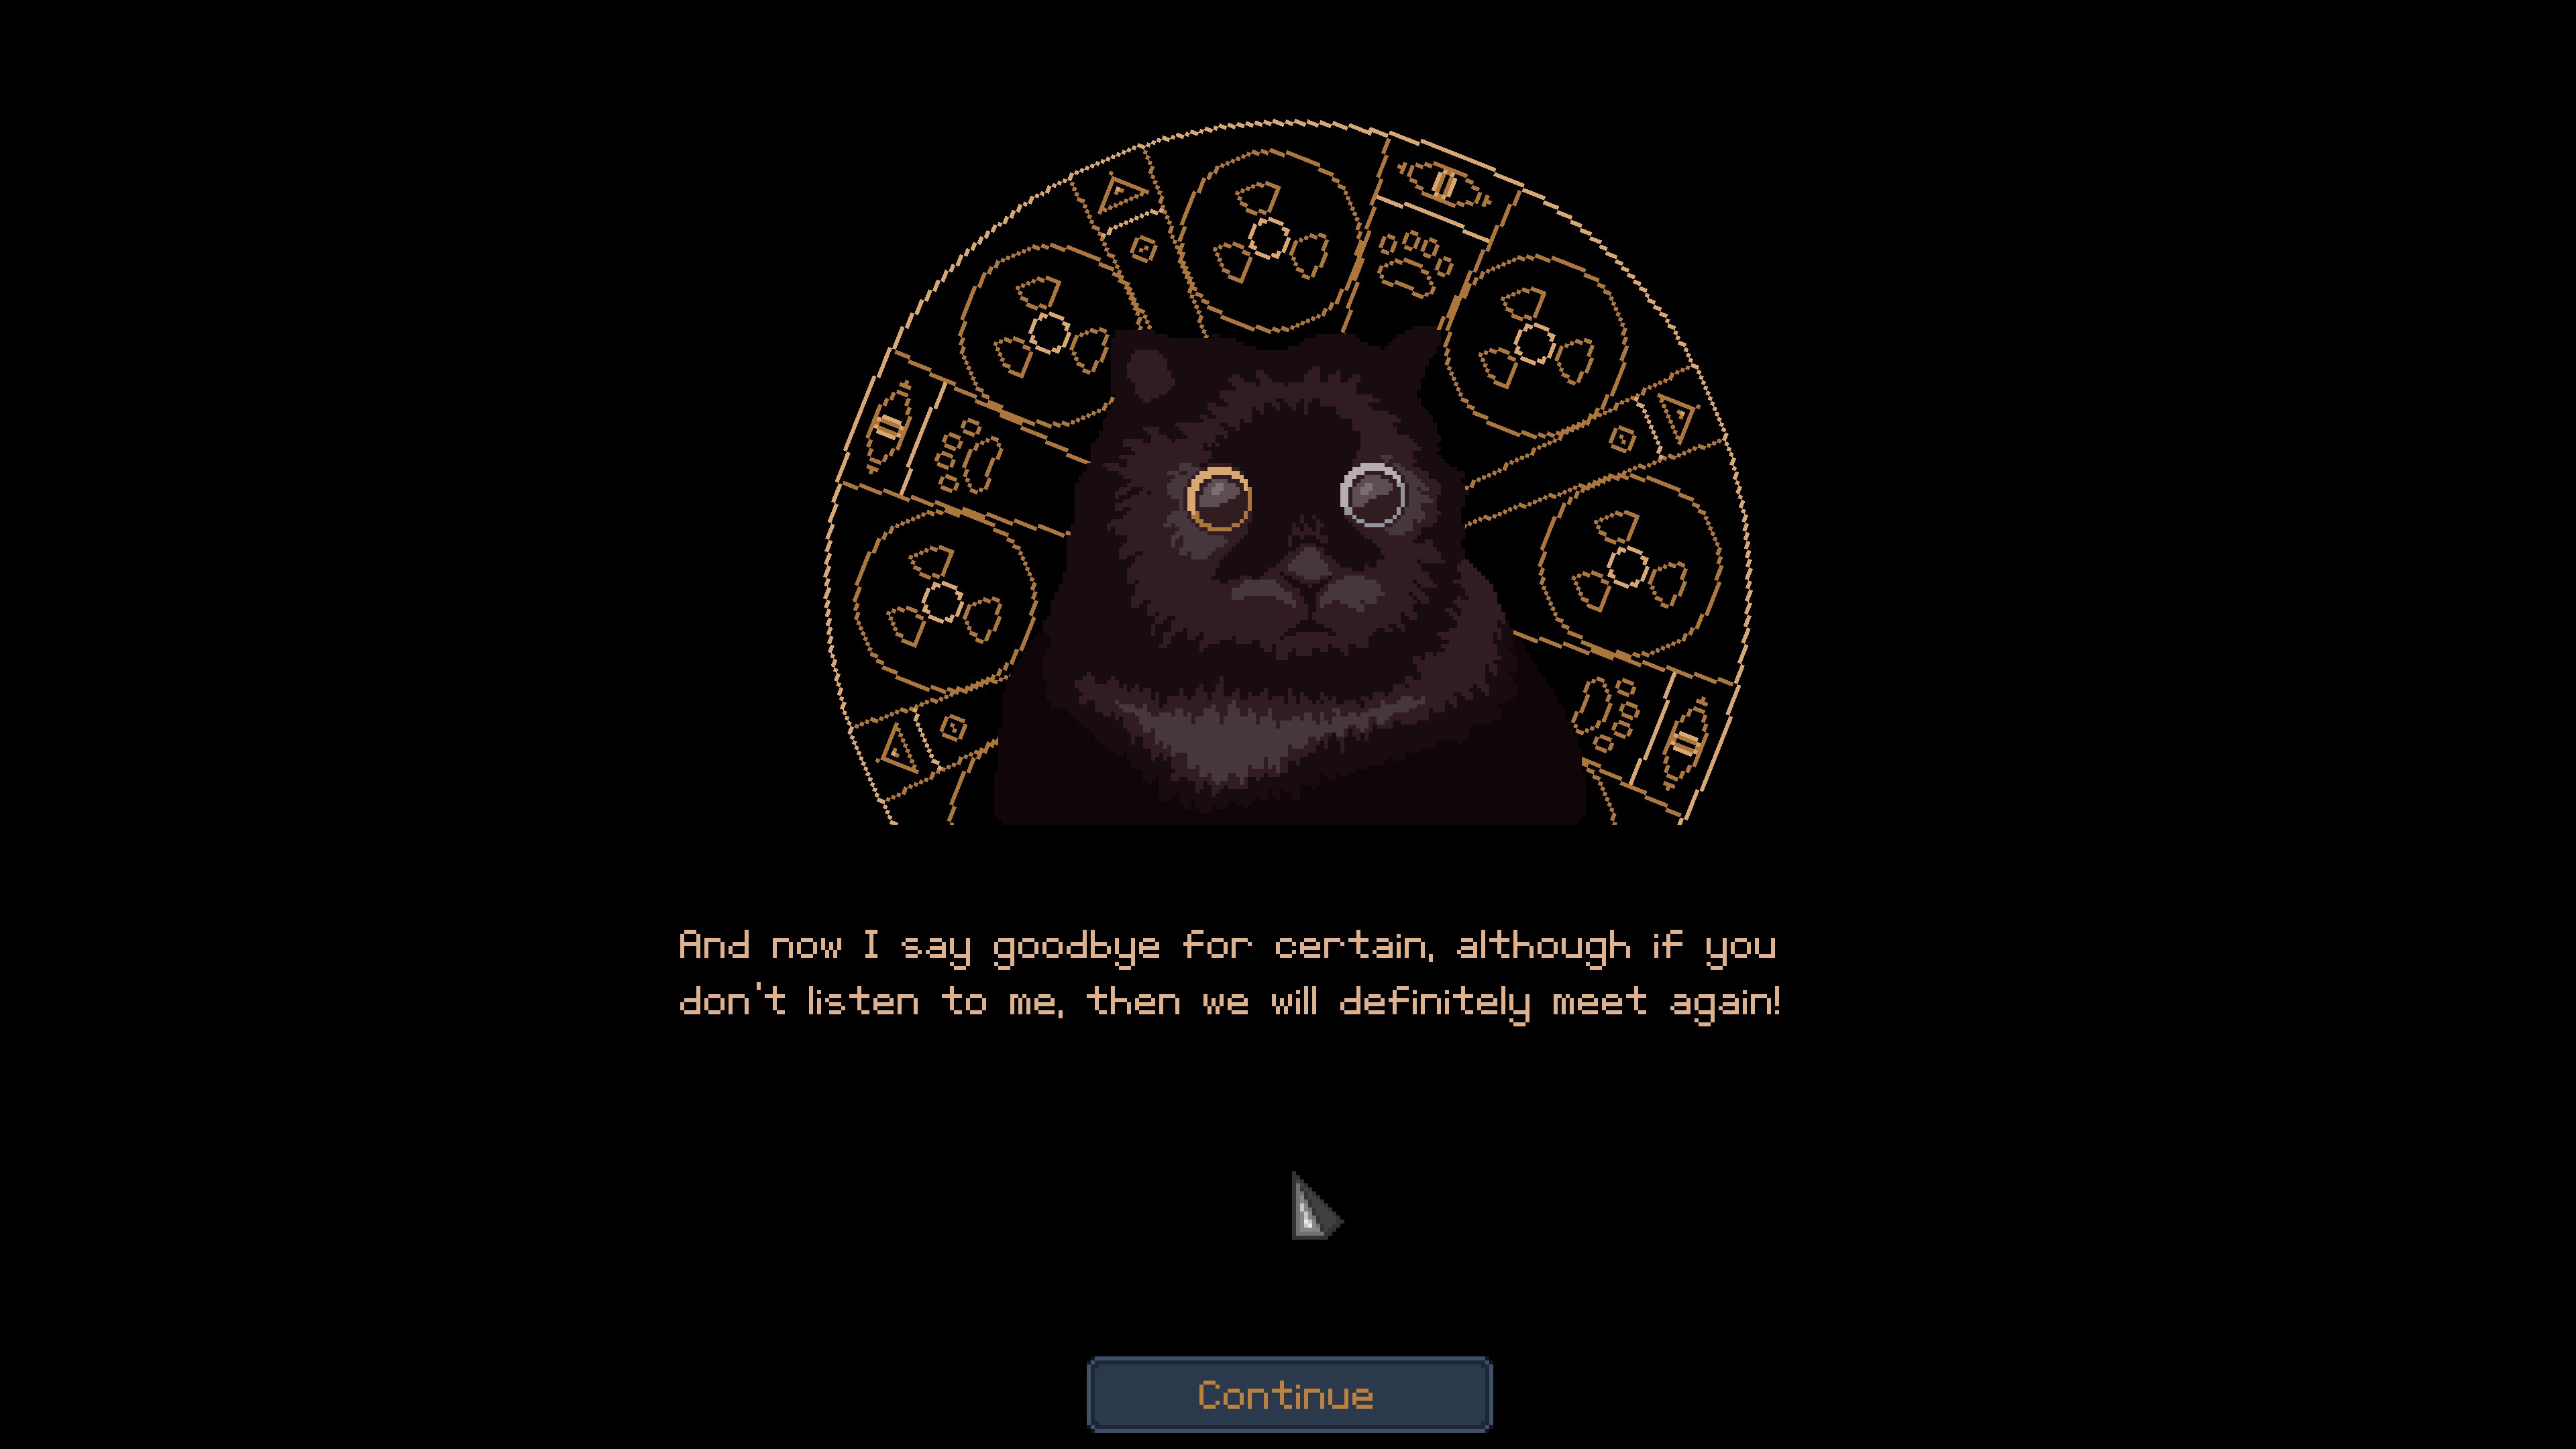 And now I say goodbye for certain, although if you
don't listen to me, then we will definitely meet again!
Continue